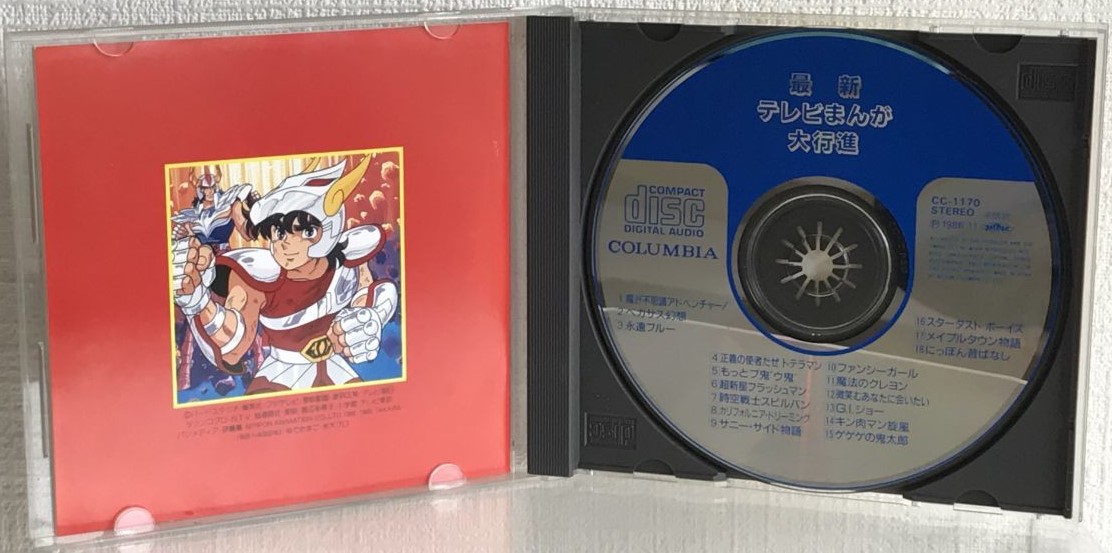 最 新
テレビまんが
大行進
COMPACT
disc
DIGITAL AUDIO
COLUMBIA
CC-1170
STEREO
℗1986.11
1 魔訶不思議アドベンチャー/
2 ペガサス幻想
3 永遠ブルー
4 正義の使者だぜ トテラマン
5 もっとブ鬼ーウ鬼
6 超新星フラッシュマン
7 時空戦士スピルバン
8 カリフォルニア・ドリーミング
9 サニー・サイド物語
10 ファンシーガール
11 魔法のクレヨン
12 微笑むあなたに会いたい
13 G.I.ジョー
14 キン肉マン旋風
15 ゲゲゲの鬼太郎
16 スターダスト ボーイズ
17 メイプルタウン物語
18 にっぽん昔ばなし
disc
disc